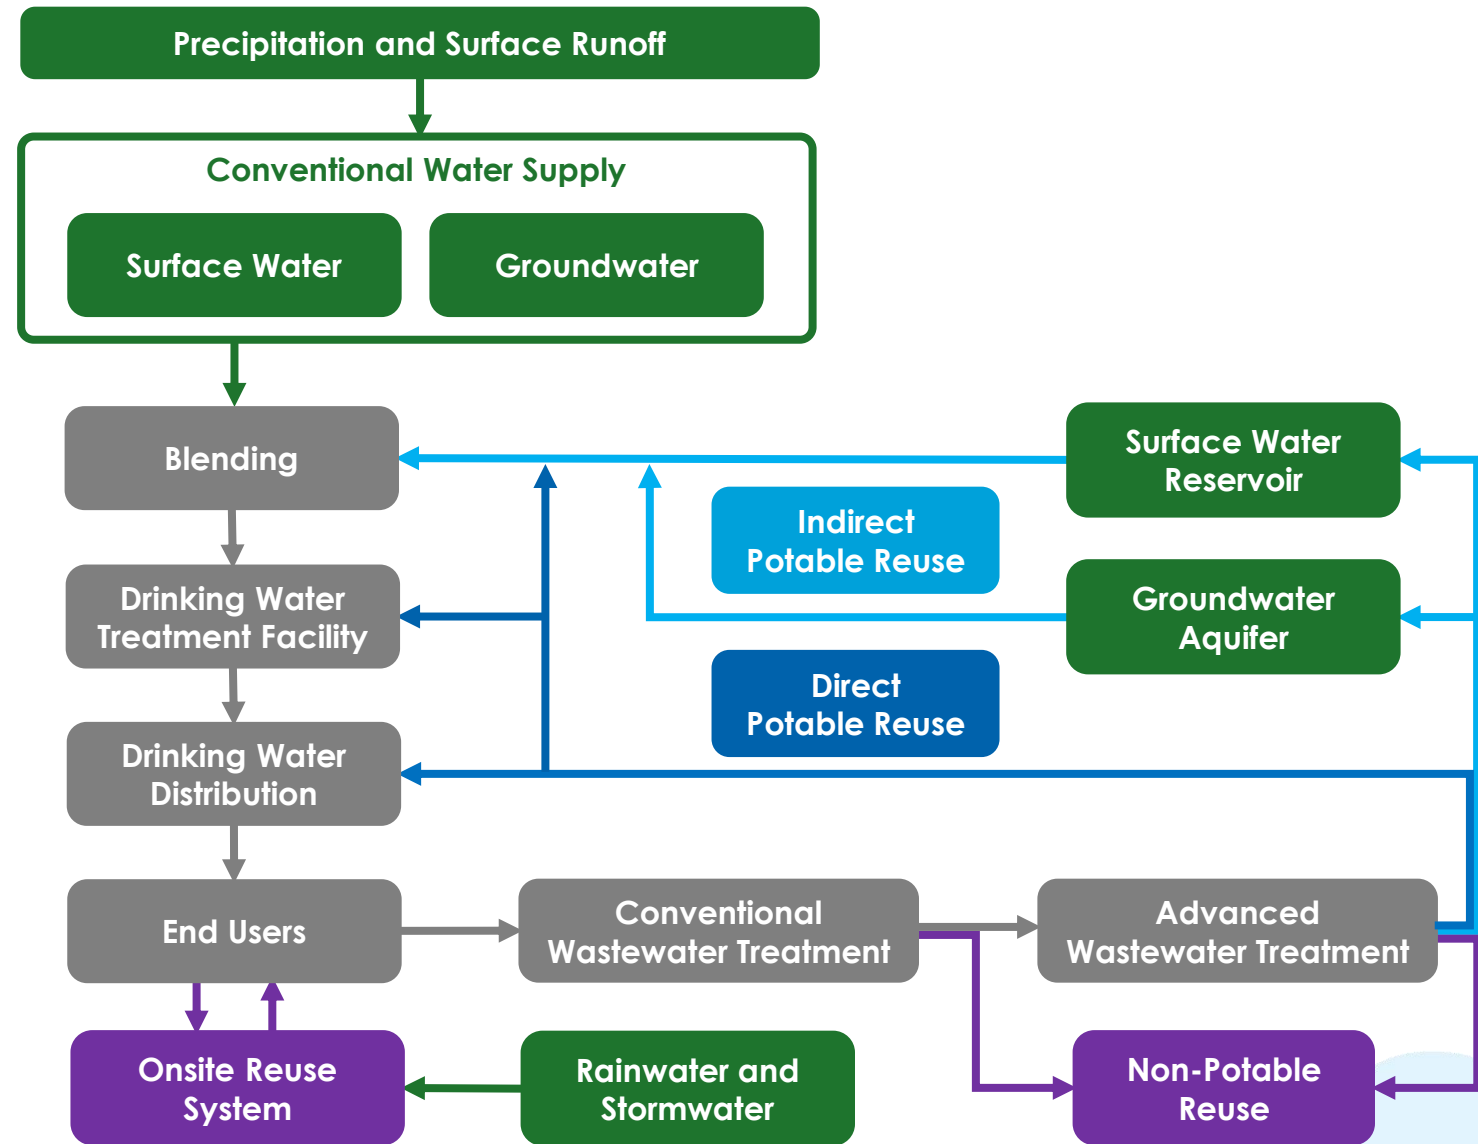 Precipitation and Surface Runoff
Conventional Water Supply
Surface Water
Groundwater
Blending
Surface Water
Reservoir
Indirect
Potable Reuse
Drinking Water
Treatment Facility
Groundwater
Aquifer
Direct
Potable Reuse
Drinking Water
Distribution
End Users
Conventional
Wastewater Treatment
Advanced
Wastewater Treatment
Onsite Reuse
System
Rainwater and
Stormwater
Non-Potable
Reuse